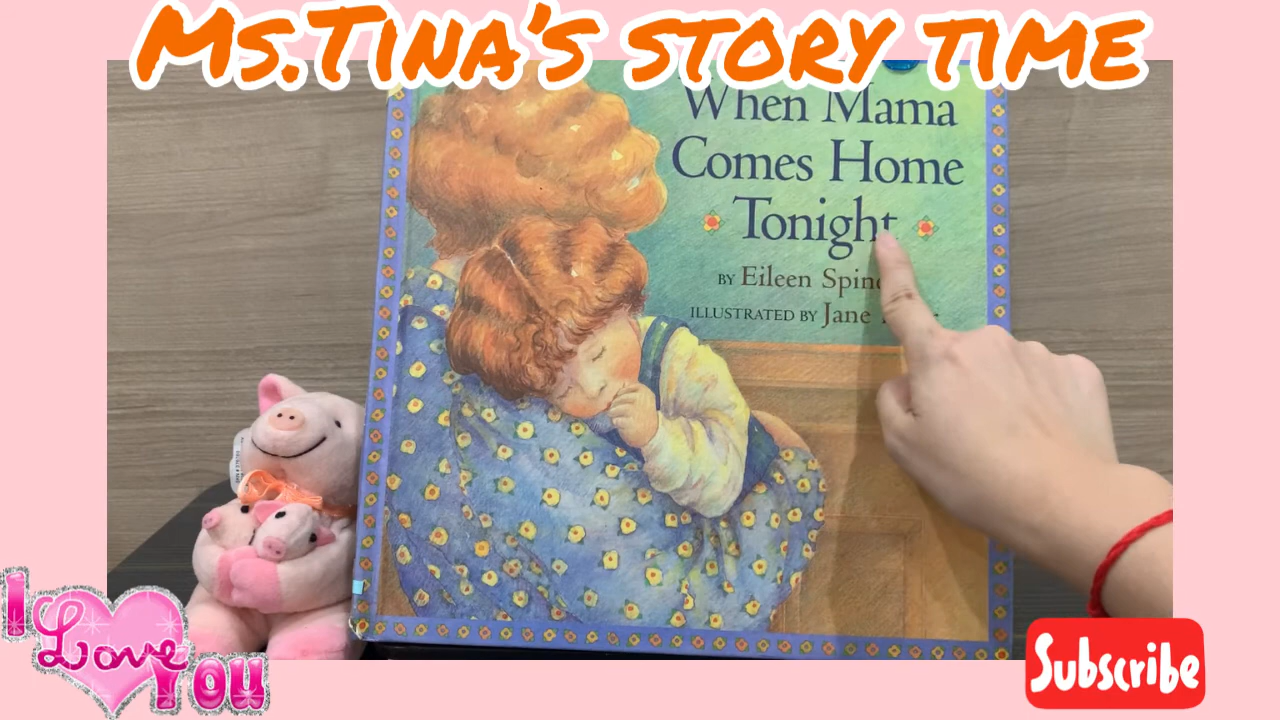 Ms.Tina's story time
When Mama
Comes Home
Tonight
BY Eileen
ILLUSTRATED BY Jane
I
Love
You
Subscribe